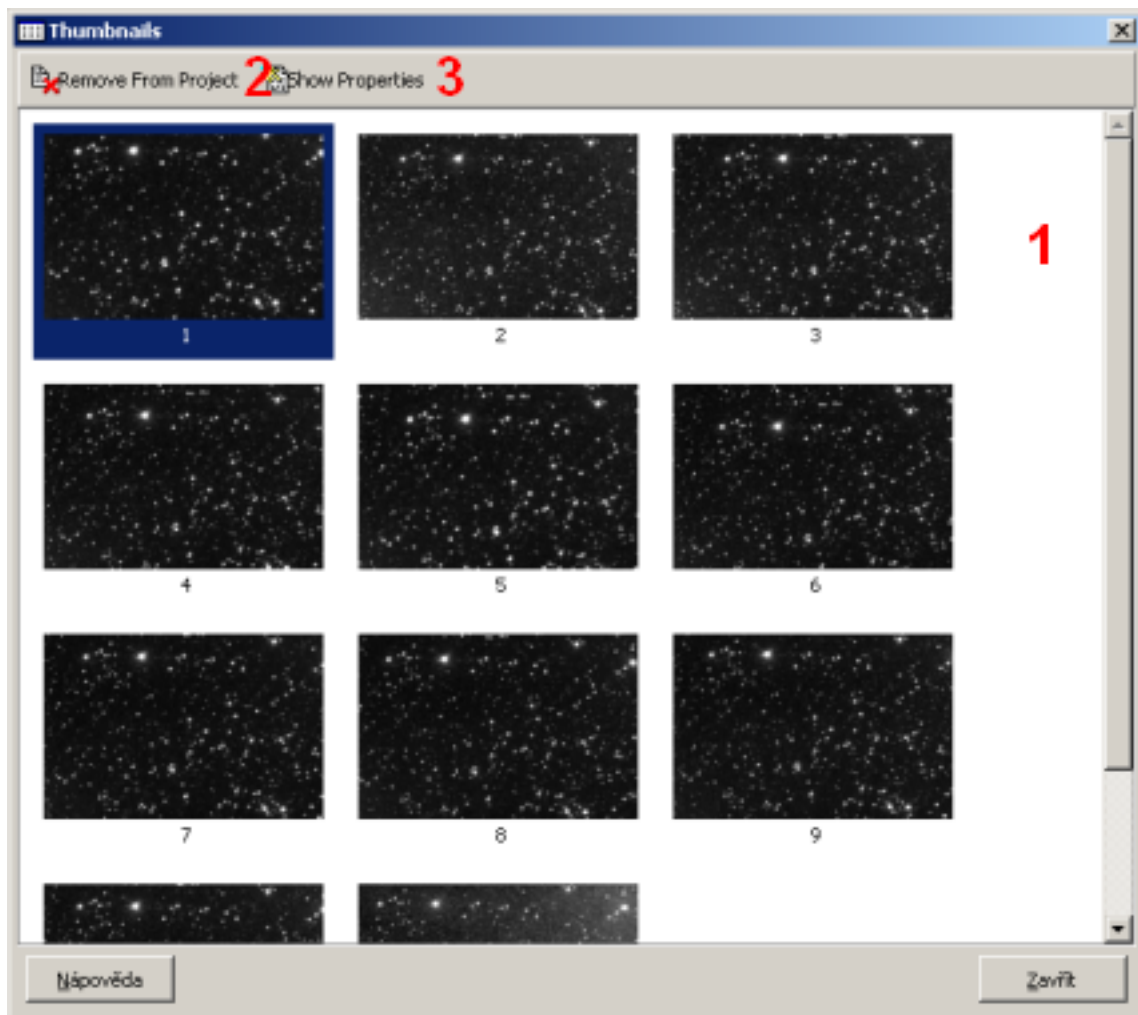 Thumbnails
Remove From Project 2 Show Properties 3
1
1 2 3
4 5 6
7 8 9
Nápověda Zavřít